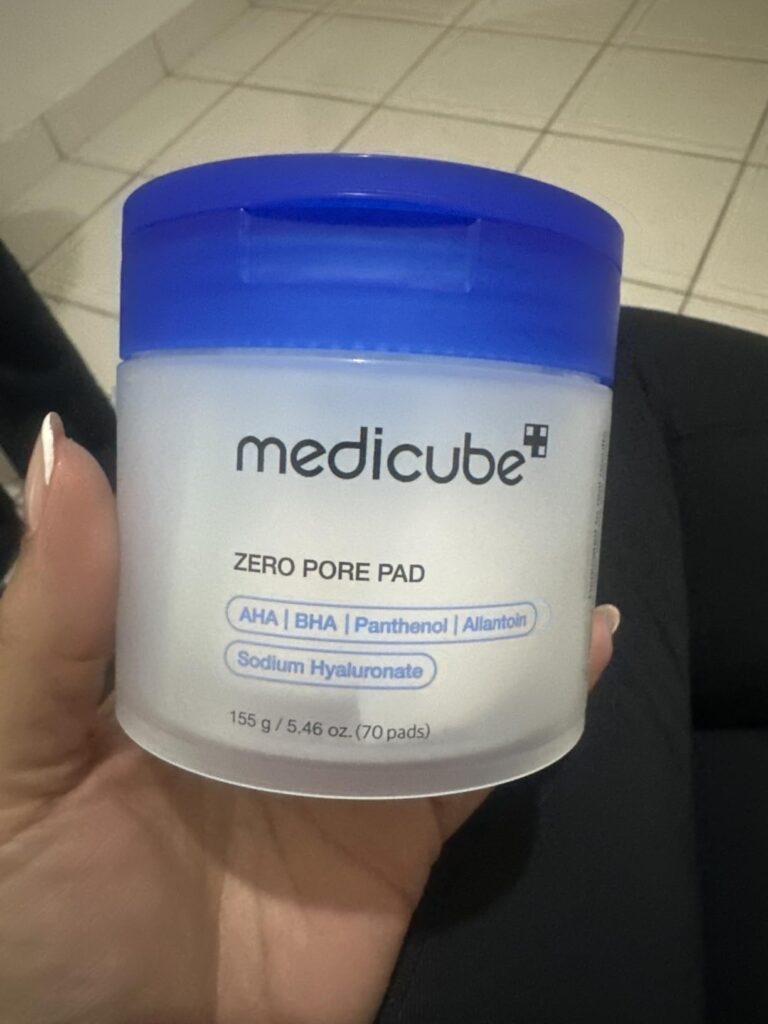 medicube
ZERO PORE PAD
AHA | BHA | Panthenol | Allantoin
Sodium Hyaluronate
155 g / 5.46 oz. (70 pads)